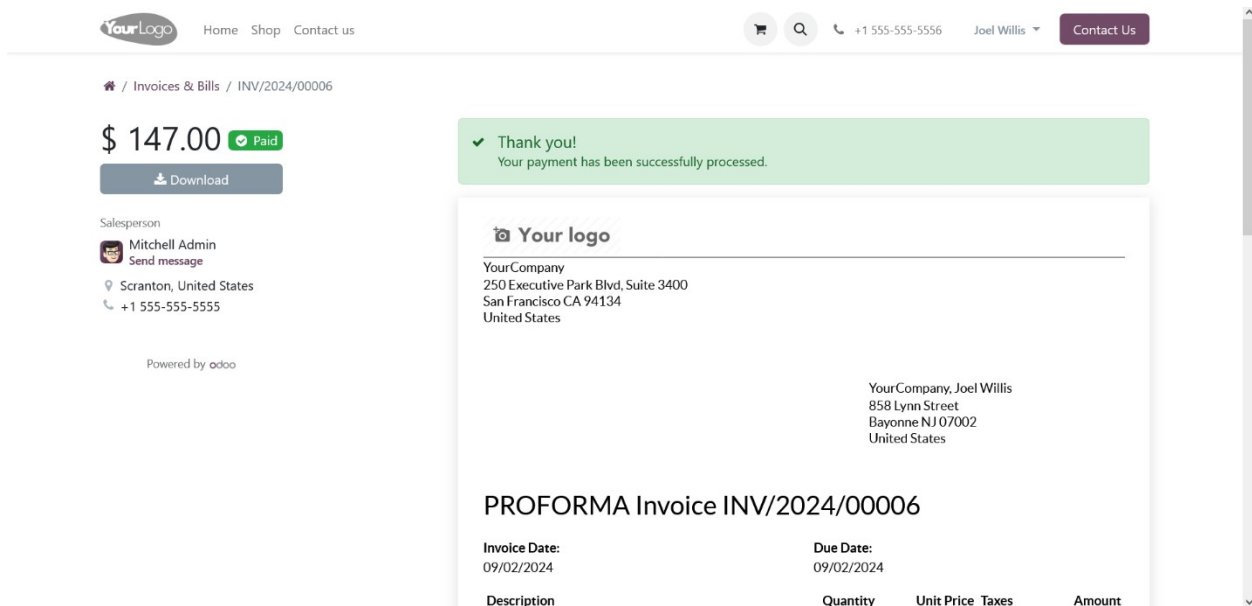 YourLogo
Home Shop Contact us
+1 555-555-5556
Joel Willis
Contact Us
/ Invoices & Bills / INV/2024/00006
$ 147.00 Paid
Download
Salesperson
Mitchell Admin
Send message
Scranton, United States
+1 555-555-5555
Powered by odoo
Thank you!
Your payment has been successfully processed.
Your logo
YourCompany
250 Executive Park Blvd, Suite 3400
San Francisco CA 94134
United States
YourCompany, Joel Willis
858 Lynn Street
Bayonne NJ 07002
United States
PROFORMA Invoice INV/2024/00006
Invoice Date: Due Date:
09/02/2024 09/02/2024
Description Quantity Unit Price Taxes Amount